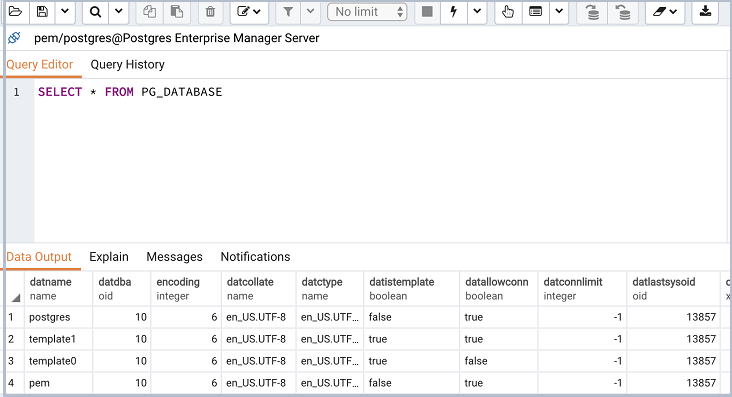 No limit
pem/postgres@Postgres Enterprise Manager Server
Query Editor Query History
1 SELECT * FROM PG_DATABASE
Data Output Explain Messages Notifications
datname datdba encoding datcollate datctype datistemplate datallowconn datconnlimit datlastsysoid
name oid integer name name boolean boolean integer oid
1 postgres 10 6 en_US.UTF-8 en_US.UTF... false true -1 13857
2 template1 10 6 en_US.UTF-8 en_US.UTF... true true -1 13857
3 template0 10 6 en_US.UTF-8 en_US.UTF... true false -1 13857
4 pem 10 6 en_US.UTF-8 en_US.UTF... false true -1 13857